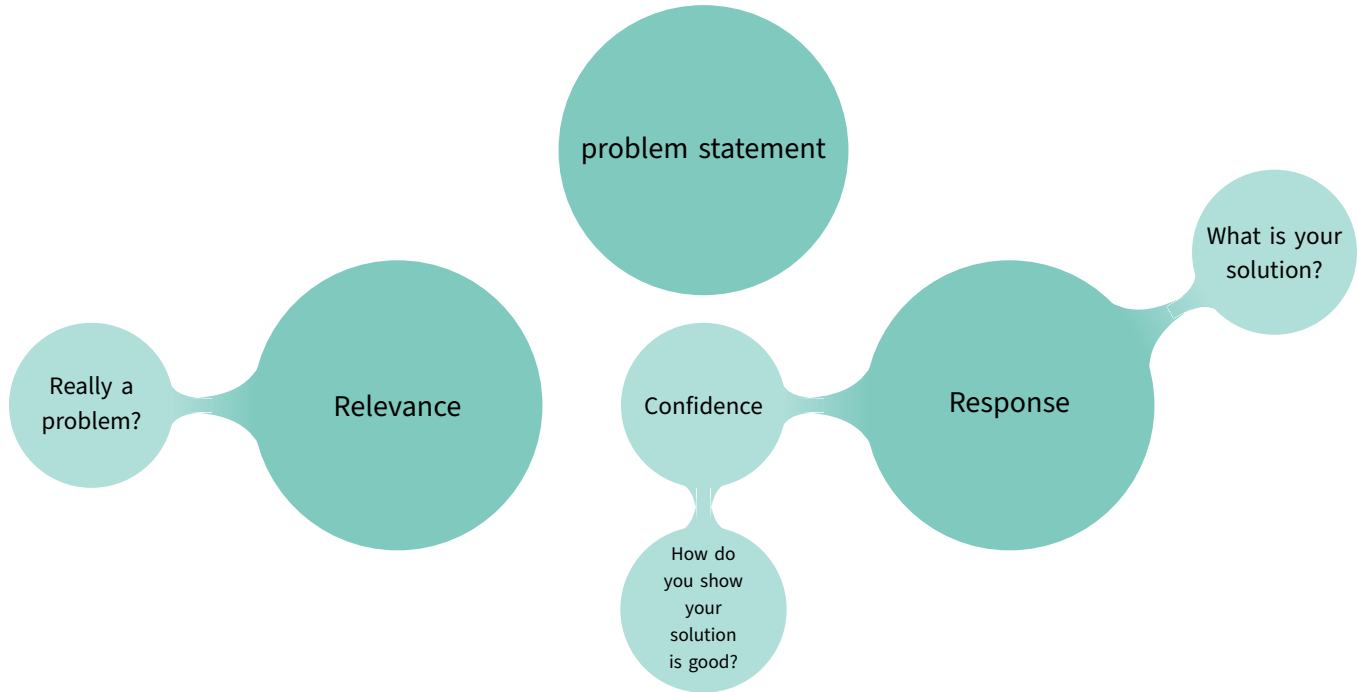 problem statement
What is your
solution?
Really a
problem?
Relevance
Confidence
Response
How do
you show
your
solution
is good?